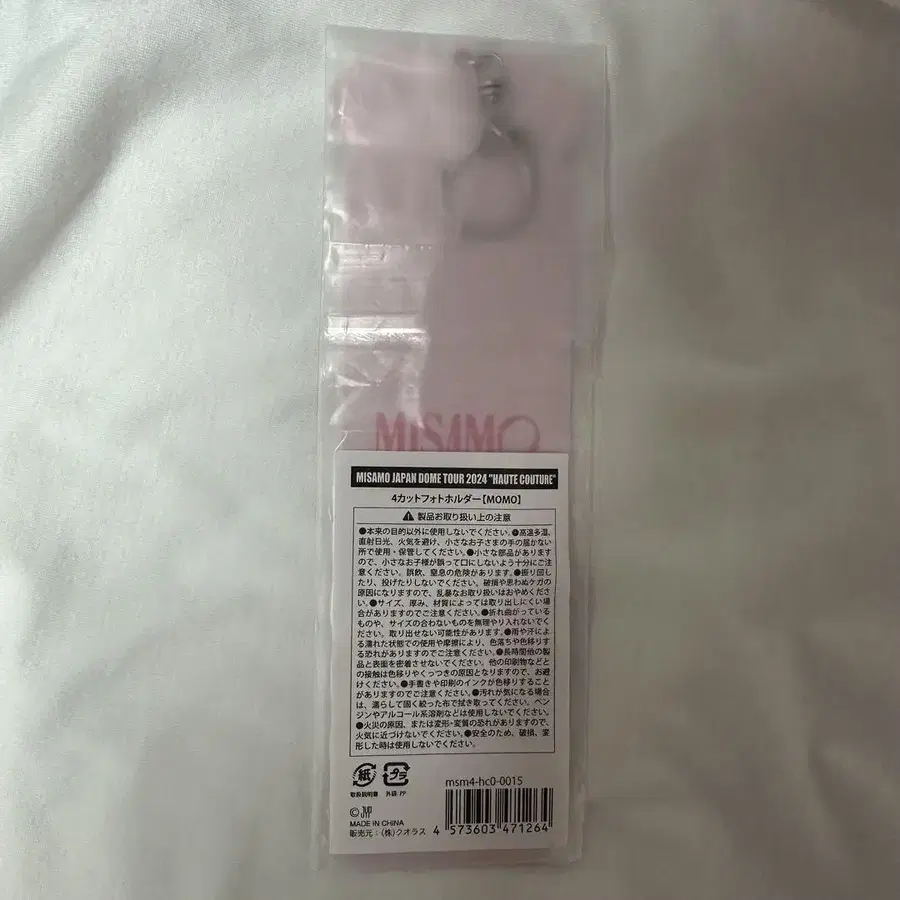 MISAMO
MISAMO JAPAN DOME TOUR 2024 "HAUTE COUTURE"
4カットフォトホルダー【MOMO】
⚠ 製品お取り扱い上の注意
●本来の目的以外に使用しないでください。●高温多湿、
直射日光、火気を避け、小さなお子さまの手の届かない
所で使用・保管してください。●小さな部品があります
ので、小さなお子様が誤って口にしないよう十分にご注
意ください。誤飲、窒息の危険があります。●振り回し
たり、投げたりしないでください。破損や思わぬケガの
原因になりますので、乱暴なお取り扱いはおやめくださ
い。●サイズ、厚み、材質によっては取り出しにくい場
合がありますのでご注意ください。●折れ曲がっている
ものや、サイズの合わないものを無理やり入れないでく
ださい。取り出せない可能性があります。●雨や汗によ
る濡れた状態での使用や摩擦により、色落ちや色移りす
る恐れがありますのでご注意ください。●長時間他の製
品と表面を密着させないでください。他の印刷物などと
の接触は色移りやくっつきの原因となりますので、お避
けください。●手書きや印刷のインクが色移りすること
がありますのでご注意ください。●汚れが気になる場合
は、濡らして固く絞った布で拭き取ってください。ベン
ジンやアルコール系溶剤などは使用しないでください。
●火災の原因、または変形・変質の恐れがありますので、
火気に近づけないでください。●安全のため、破損、変
形した時は使用しないでください。
紙
取扱説明書
プラ
外袋:PP
msm4-hc0-0015
© JYP
MADE IN CHINA
販売元:(株)クオラス
4 573603 471264